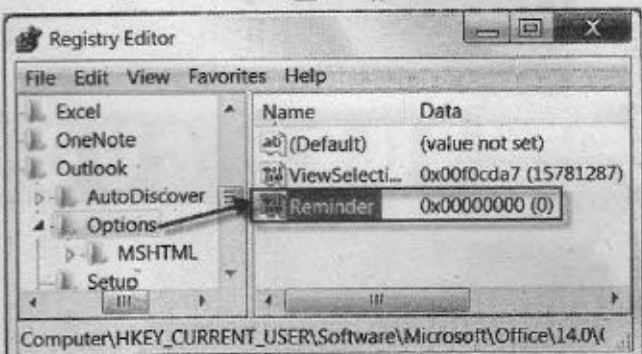 Registry Editor
File Edit View Favorites Help
Excel
OneNote
Outlook
AutoDiscover
Options
MSHTML
Setup
Name Data
(Default) (value not set)
ViewSelecti... 0x00f0cda7 (15781287)
Reminder 0x00000000 (0)
Computer\HKEY_CURRENT_USER\Software\Microsoft\Office\14.0\(